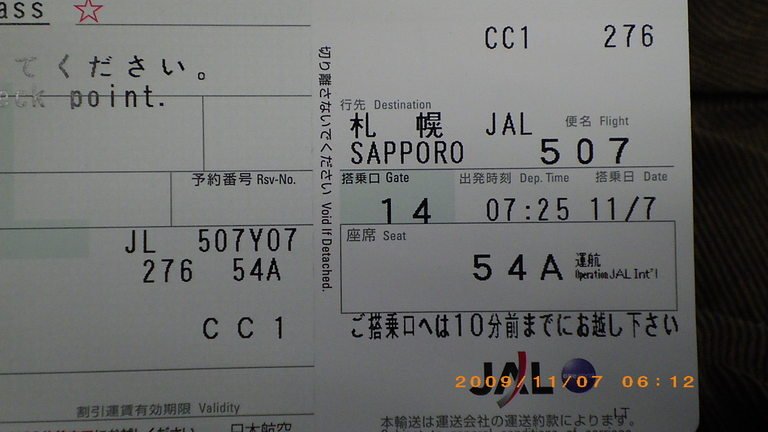 ass ☆
てください。
eck point.
予約番号 Rsv-No.
JL 507Y07
276 54A
CC1
割引運賃有効期限 Validity
日本航空
切り離さないでください Void If Detached.
CC1 276
行先 Destination
札 幌 JAL 便名 Flight
SAPPORO 507
搭乗口 Gate 出発時刻 Dep. Time 搭乗日 Date
14 07:25 11/7
座席 Seat
54A 運航 Operation JAL Int'l
ご搭乗口へは10分前までにお越し下さい
JAL
2009/11/07 06:12
本輸送は運送会社の運送約款によります。
LT